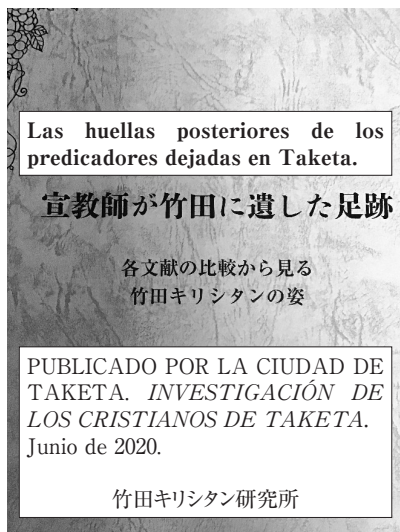 Las huellas posteriores de los
predicadores dejadas en Taketa.
宣教師が竹田に遺した足跡
各文献の比較から見る
竹田キリシタンの姿
PUBLICADO POR LA CIUDAD DE
TAKETA. INVESTIGACIÓN DE
LOS CRISTIANOS DE TAKETA.
Junio de 2020.
竹田キリシタン研究所